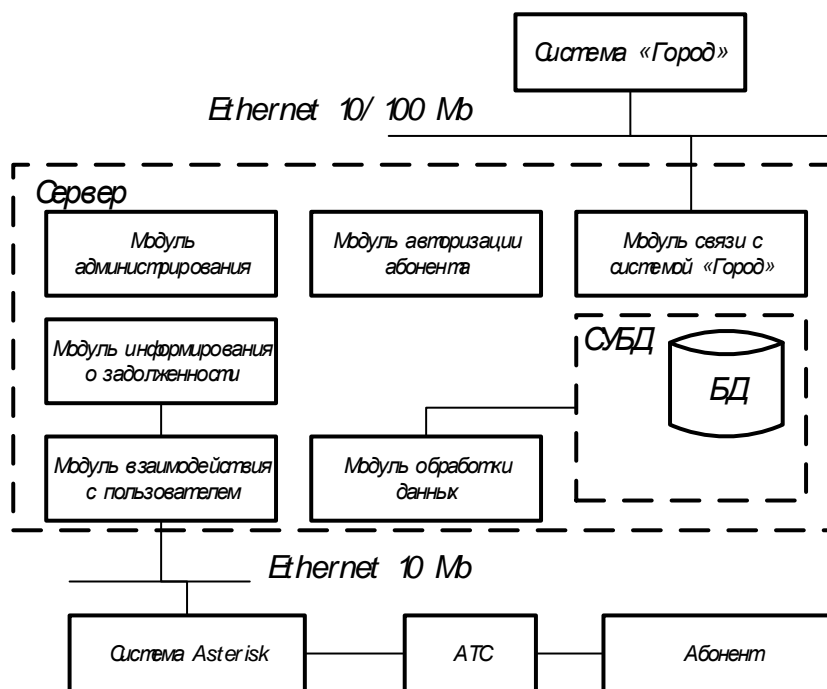 Система «Город»
Ethernet 10/100 Mb
Сервер
Модуль
администрирования
Модуль авторизации
абонента
Модуль связи с
системой «Город»
Модуль информирования
о задолженности
СУБД
БД
Модуль взаимодействия
с пользователем
Модуль обработки
данных
Ethernet 10 Mb
Система Asterisk
АТС
Абонент